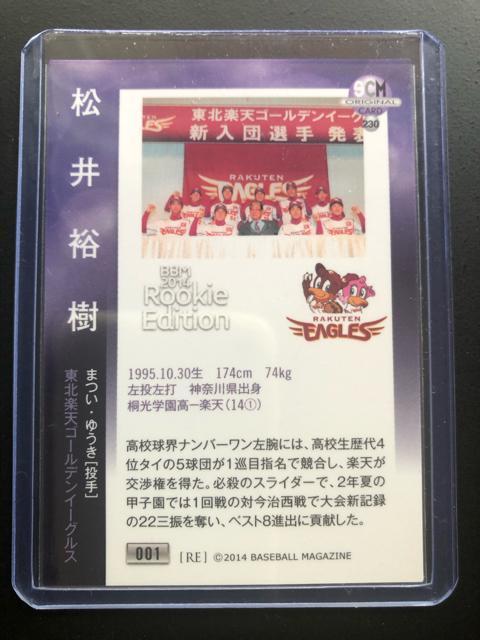 松井裕樹
まつい・ゆうき[投手]
東北楽天ゴールデンイーグルス
9CM
ORIGINAL
CARD
230
東北楽天ゴールデンイーグ
新入団選手発表
EAGLES
RAKUTEN
EAGLES
BBM
2014
Rookie
Edition
RAKUTEN
EAGLES
1995.10.30生 174cm 74kg
左投左打 神奈川県出身
桐光学園高ー楽天(14①)
高校球界ナンバーワン左腕には、高校生歴代4
位タイの5球団が1巡目指名で競合し、楽天が
交渉権を得た。必殺のスライダーで、2年夏の
甲子園では1回戦の対今治西戦で大会新記録
の22三振を奪い、ベスト8進出に貢献した。
001 [RE] ©2014 BASEBALL MAGAZINE